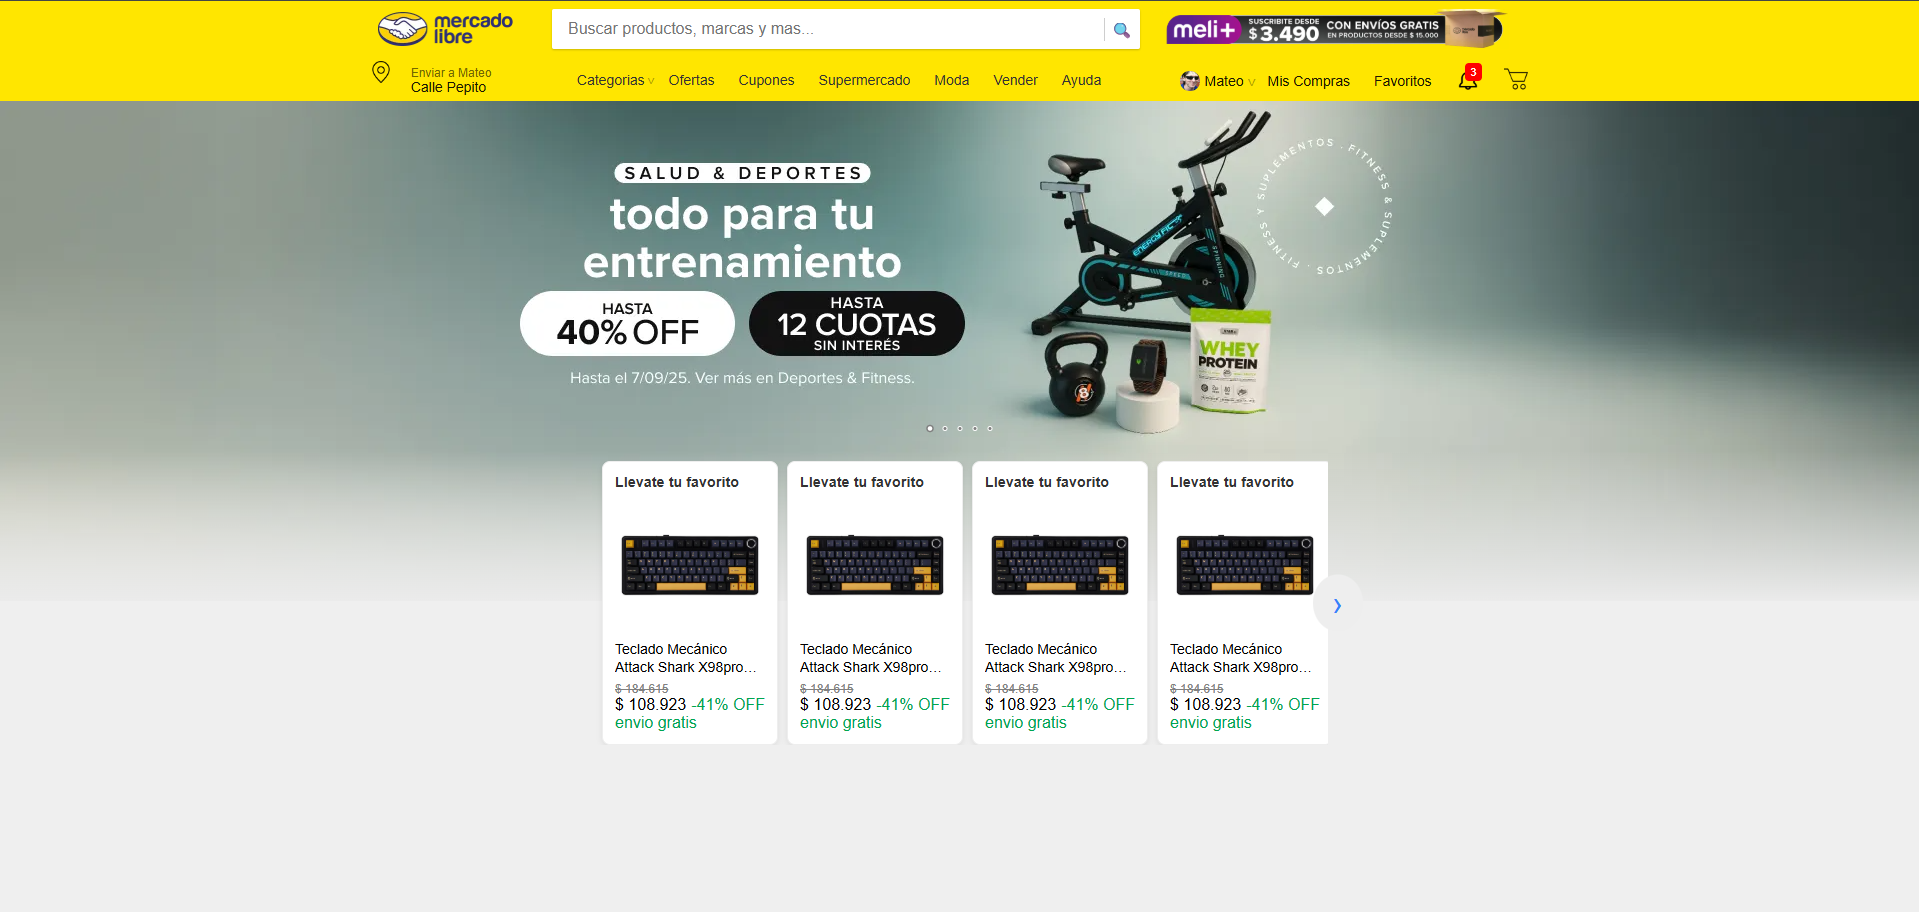 mercado
libre
Buscar productos, marcas y mas...
meli+ SUSCRIBITE DESDE $3.490 CON ENVÍOS GRATIS EN PRODUCTOS DESDE $ 15.000
Enviar a Mateo
Calle Pepito
Categorias Ofertas Cupones Supermercado Moda Vender Ayuda
Mateo Mis Compras Favoritos 3
SALUD & DEPORTES
todo para tu
entrenamiento
HASTA
40% OFF
HASTA
12 CUOTAS
SIN INTERÉS
Hasta el 7/09/25. Ver más en Deportes & Fitness.
FITNESS & SUPLEMENTOS · FITNESS Y SUPLEMENTOS ·
ENERGY FIT
SPINNING
8
WHEY
PROTEIN
Llevate tu favorito
Teclado Mecánico
Attack Shark X98pro...
$ 184.615
$ 108.923 -41% OFF
envio gratis
Llevate tu favorito
Teclado Mecánico
Attack Shark X98pro...
$ 184.615
$ 108.923 -41% OFF
envio gratis
Llevate tu favorito
Teclado Mecánico
Attack Shark X98pro...
$ 184.615
$ 108.923 -41% OFF
envio gratis
Llevate tu favorito
Teclado Mecánico
Attack Shark X98pro...
$ 184.615
$ 108.923 -41% OFF
envio gratis